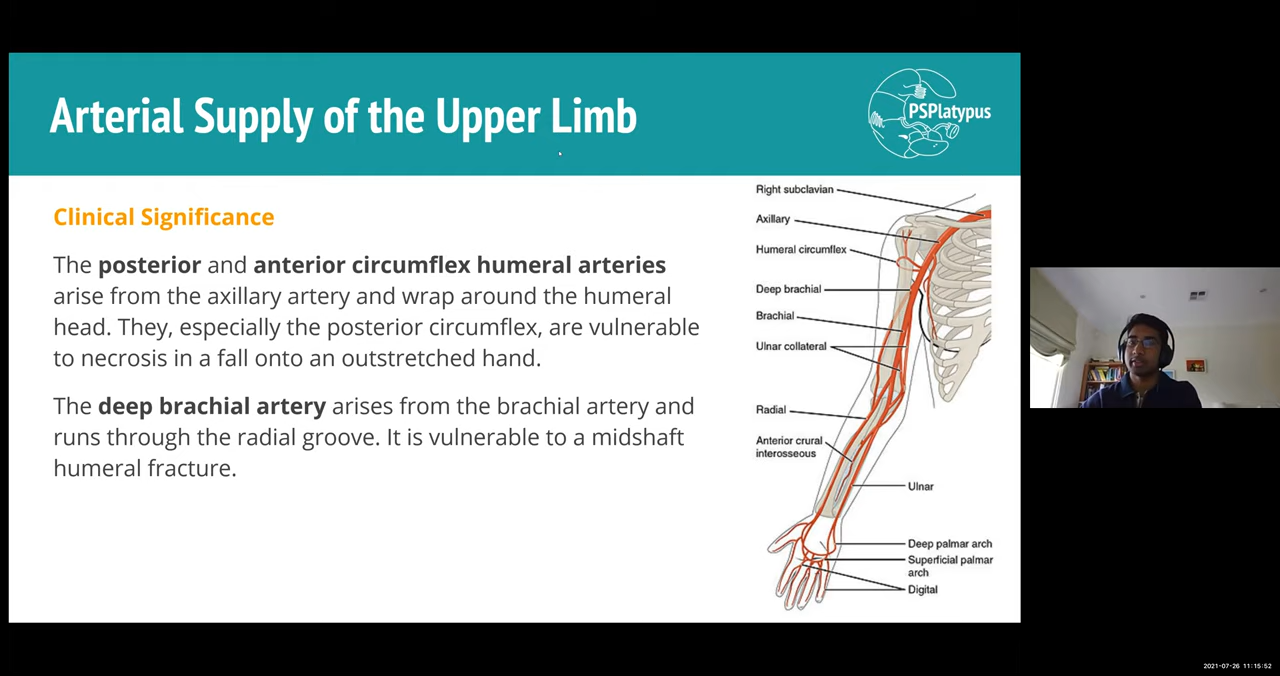 Arterial Supply of the Upper Limb
PSPlatypus
Clinical Significance
The posterior and anterior circumflex humeral arteries
arise from the axillary artery and wrap around the humeral
head. They, especially the posterior circumflex, are vulnerable
to necrosis in a fall onto an outstretched hand.
The deep brachial artery arises from the brachial artery and
runs through the radial groove. It is vulnerable to a midshaft
humeral fracture.
Right subclavian
Axillary
Humeral circumflex
Deep brachial
Brachial
Ulnar collateral
Radial
Anterior crural
interosseous
Ulnar
Deep palmar arch
Superficial palmar
arch
Digital
2021-07-26 11:15:52